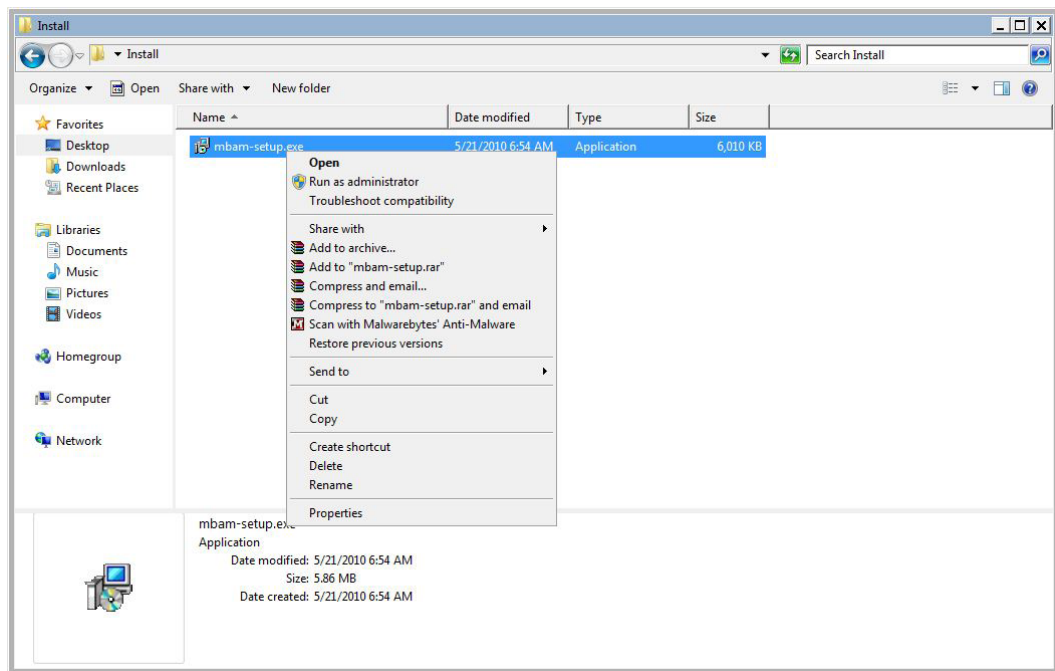 Install
Install
Search Install
Organize Open Share with New folder
Favorites
Desktop
Downloads
Recent Places
Libraries
Documents
Music
Pictures
Videos
Homegroup
Computer
Network
Name Date modified Type Size
mbam-setup.exe 5/21/2010 6:54 AM Application 6,010 KB
Open
Run as administrator
Troubleshoot compatibility
Share with
Add to archive...
Add to "mbam-setup.rar"
Compress and email...
Compress to "mbam-setup.rar" and email
Scan with Malwarebytes' Anti-Malware
Restore previous versions
Send to
Cut
Copy
Create shortcut
Delete
Rename
Properties
mbam-setup.exe
Application
Date modified: 5/21/2010 6:54 AM
Size: 5.86 MB
Date created: 5/21/2010 6:54 AM